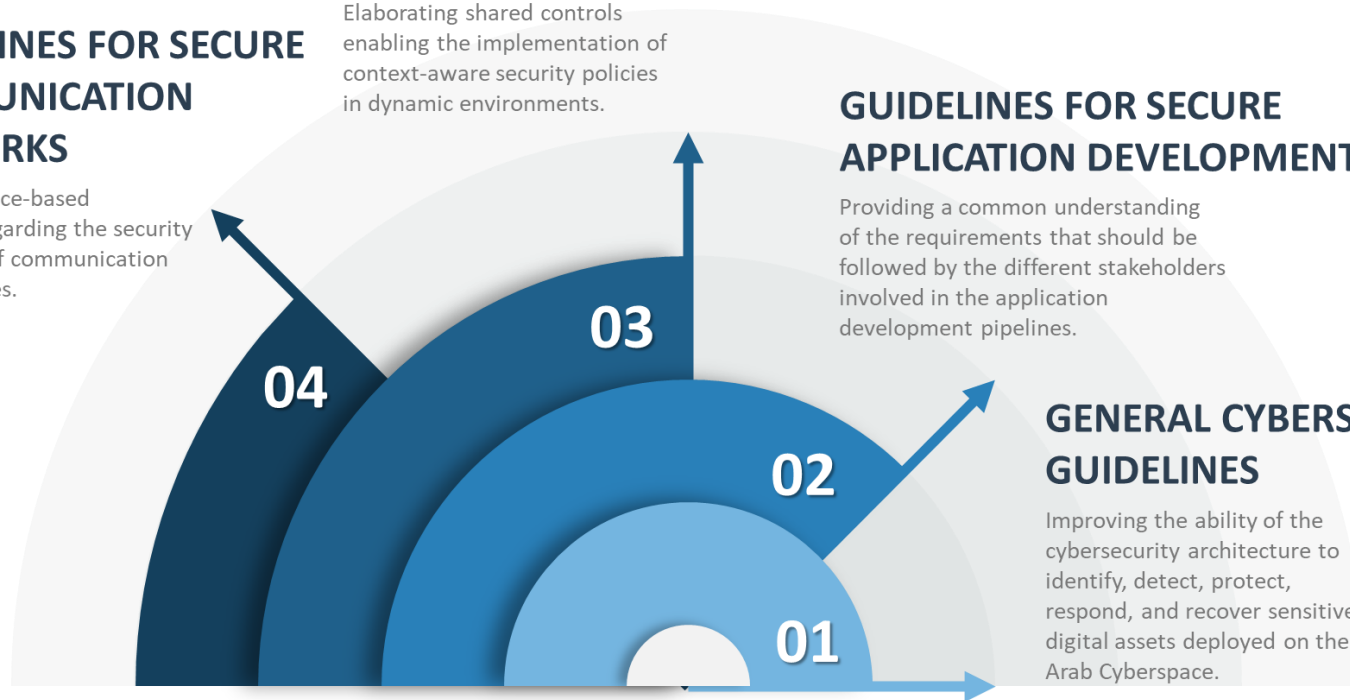 INES FOR SECURE
UNICATION
RKS
ce-based
garding the security
f communication
es.
Elaborating shared controls
enabling the implementation of
context-aware security policies
in dynamic environments.
GUIDELINES FOR SECURE
APPLICATION DEVELOPMENT
Providing a common understanding
of the requirements that should be
followed by the different stakeholders
involved in the application
development pipelines.
GENERAL CYBERS
GUIDELINES
Improving the ability of the
cybersecurity architecture to
identify, detect, protect,
respond, and recover sensitive
digital assets deployed on the
Arab Cyberspace.
04
03
02
01